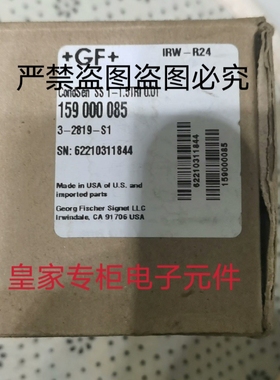 +GF+
IRW-R24
严禁盗图盗图必究
159 000 085
3-2819-S1
SN: 62210311844
Made in USA of U.S. and
imported parts
Georg Fischer Signet LLC
Irwindale, CA 91706 USA
62210311844
159000085
皇家专柜电子元件